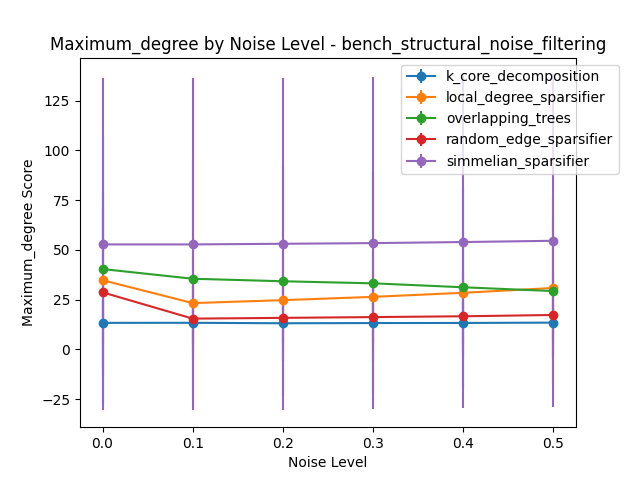 Maximum_degree by Noise Level - bench_structural_noise_filtering
k_core_decomposition
local_degree_sparsifier
overlapping_trees
random_edge_sparsifier
simmelian_sparsifier
Maximum_degree Score
125
100
75
50
25
0
−25
0.0 0.1 0.2 0.3 0.4 0.5
Noise Level